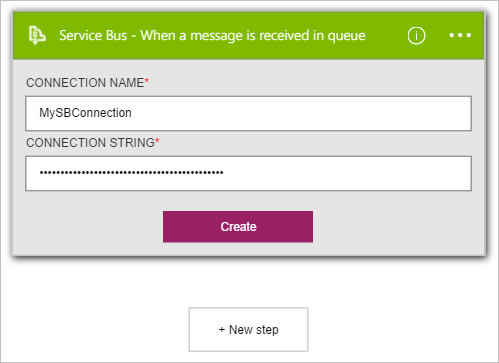 Service Bus - When a message is received in queue
CONNECTION NAME*
MySBConnection
CONNECTION STRING*
••••••••••••••••••••••••••••••••••••••••••••
Create
+ New step